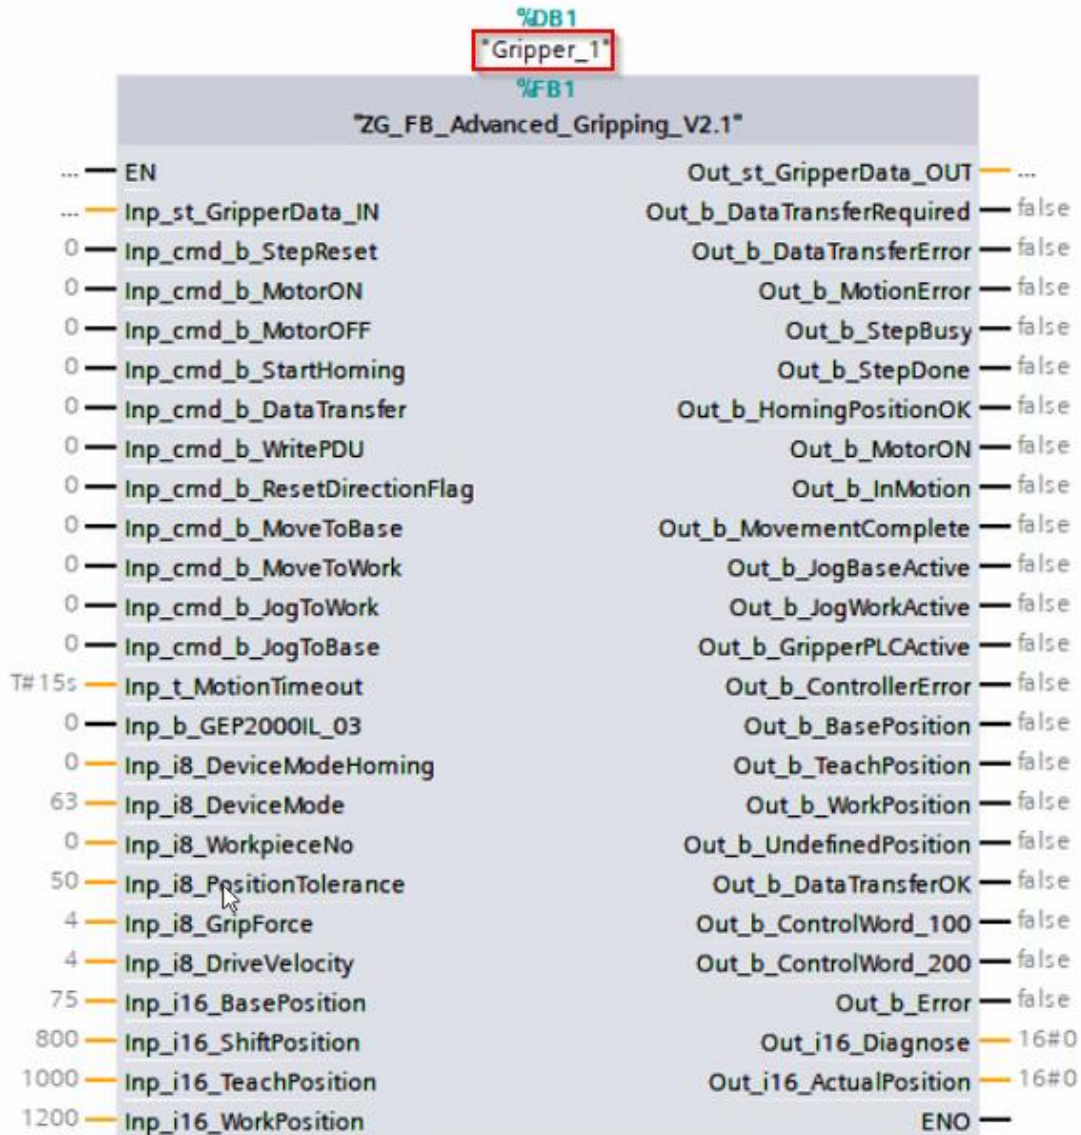 %DB1
"Gripper_1"
%FB1
"ZG_FB_Advanced_Gripping_V2.1"
... EN Out_st_GripperData_OUT ...
... Inp_st_GripperData_IN Out_b_DataTransferRequired false
0 Inp_cmd_b_StepReset Out_b_DataTransferError false
0 Inp_cmd_b_MotorON Out_b_MotionError false
0 Inp_cmd_b_MotorOFF Out_b_StepBusy false
0 Inp_cmd_b_StartHoming Out_b_StepDone false
0 Inp_cmd_b_DataTransfer Out_b_HomingPositionOK false
0 Inp_cmd_b_WritePDU Out_b_MotorON false
0 Inp_cmd_b_ResetDirectionFlag Out_b_InMotion false
0 Inp_cmd_b_MoveToBase Out_b_MovementComplete false
0 Inp_cmd_b_MoveToWork Out_b_JogBaseActive false
0 Inp_cmd_b_JogToWork Out_b_JogWorkActive false
0 Inp_cmd_b_JogToBase Out_b_GripperPLCActive false
T#15s Inp_t_MotionTimeout Out_b_ControllerError false
0 Inp_b_GEP2000IL_03 Out_b_BasePosition false
0 Inp_i8_DeviceModeHoming Out_b_TeachPosition false
63 Inp_i8_DeviceMode Out_b_WorkPosition false
0 Inp_i8_WorkpieceNo Out_b_UndefinedPosition false
50 Inp_i8_PositionTolerance Out_b_DataTransferOK false
4 Inp_i8_GripForce Out_b_ControlWord_100 false
4 Inp_i8_DriveVelocity Out_b_ControlWord_200 false
75 Inp_i16_BasePosition Out_b_Error false
800 Inp_i16_ShiftPosition Out_i16_Diagnose 16#0
1000 Inp_i16_TeachPosition Out_i16_ActualPosition 16#0
1200 Inp_i16_WorkPosition ENO